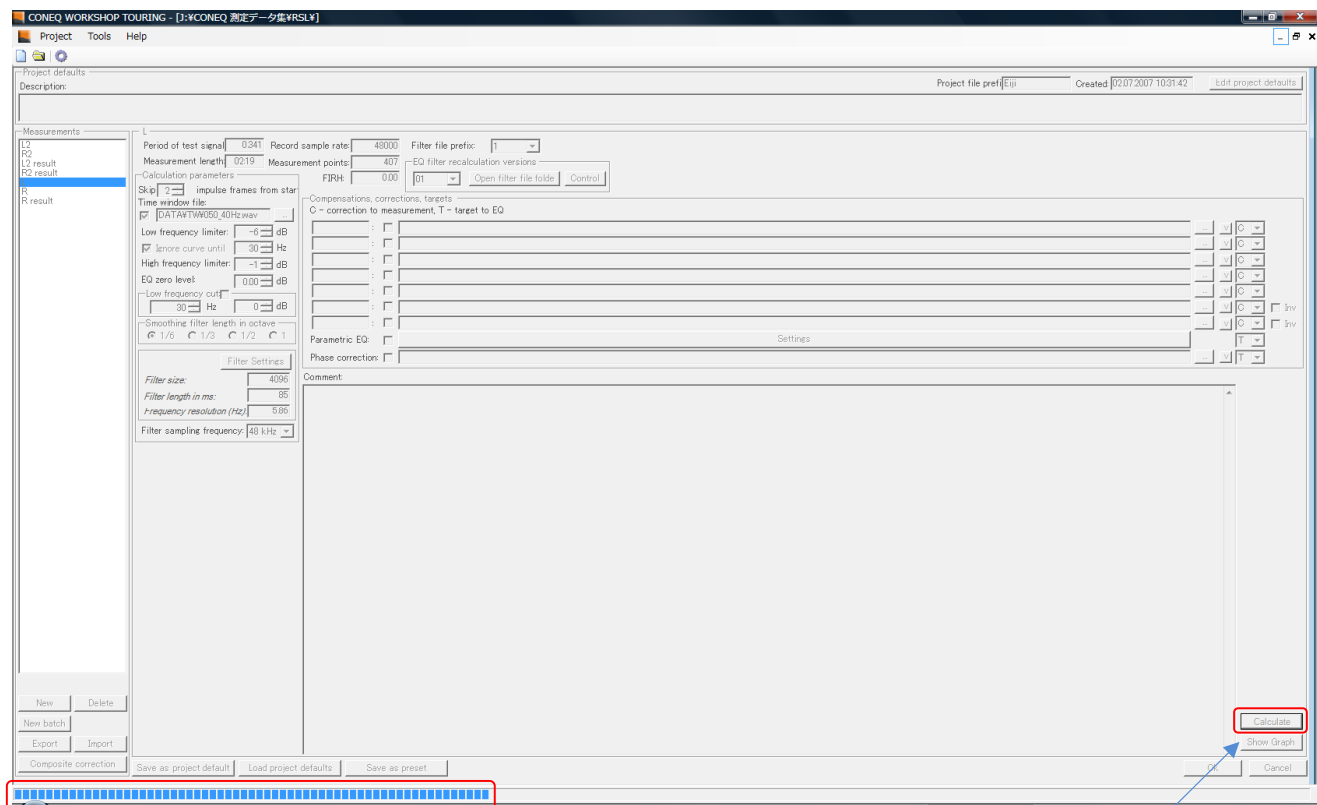 CONEQ WORKSHOP TOURING - [J:¥CONEQ 測定データ集¥RSL¥]
Project Tools Help
Project defaults
Description:
Project file prefi Eiji Created: 02.07.2007 10:31:42 Edit project defaults
Measurements
L2
R2
L2 result
R2 result
R
R result
L
Period of test signal 0.341 Record sample rate: 48000 Filter file prefix: 1
Measurement length: 02:19 Measurement points: 407 EQ filter recalculation versions
FIRH: 0.00 01 Open filter file folde Control
Calculation parameters
Skip 2 impulse frames from star
Time window file:
DATA¥TW¥050_40Hz.wav ...
Low frequency limiter: -6 dB
Ignore curve until 30 Hz
High frequency limiter: -1 dB
EQ zero level: 0.00 dB
Low frequency cut
30 Hz 0 dB
Smoothing filter length in octave
1/6 1/3 1/2 1
Filter Settings
Filter size: 4096
Filter length in ms: 85
Frequency resolution (Hz): 5.86
Filter sampling frequency: 48 kHz
Compensations, corrections, targets
C - correction to measurement, T - target to EQ
: ... V C
: ... V C
: ... V C
: ... V C
: ... V C
: ... V C Inv
: ... V C Inv
Parametric EQ: Settings T
Phase correction: ... V T
Comment:
New Delete
New batch
Export Import
Composite correction
Save as project default Load project defaults Save as preset
Calculate
Show Graph
OK Cancel